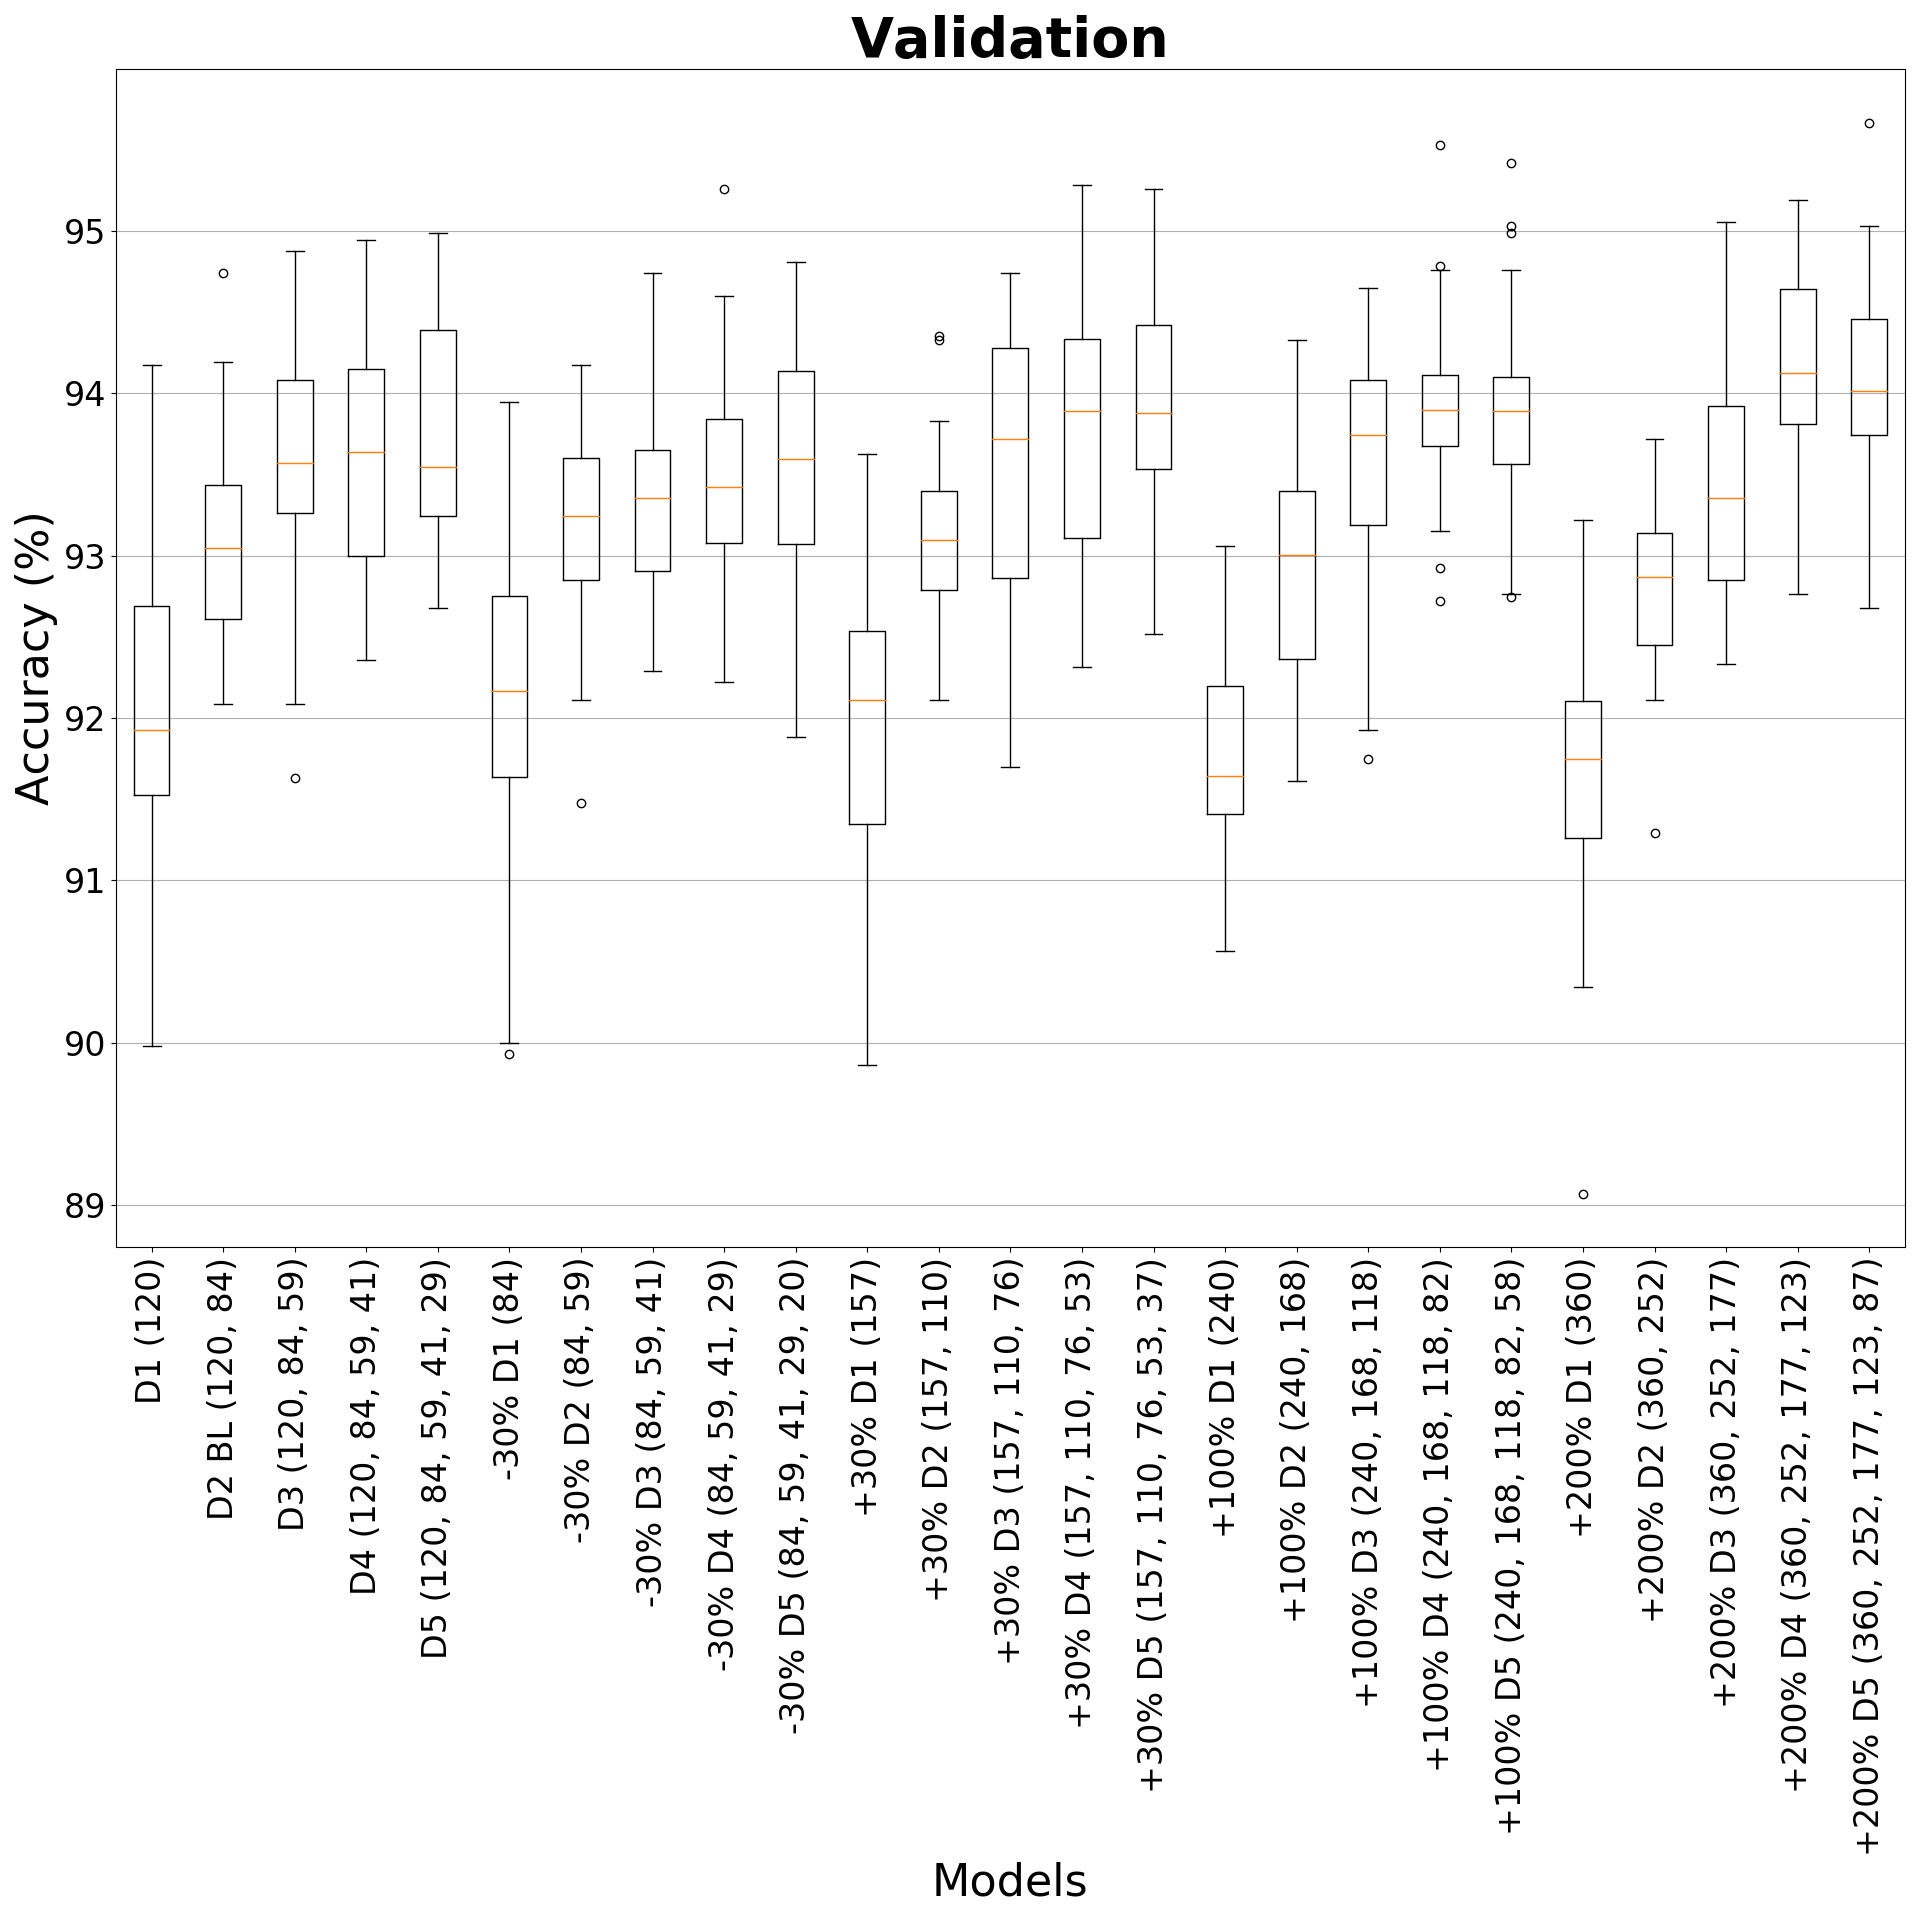 Validation
Accuracy (%)
95
94
93
92
91
90
89
D1 (120)
D2 BL (120, 84)
D3 (120, 84, 59)
D4 (120, 84, 59, 41)
D5 (120, 84, 59, 41, 29)
-30% D1 (84)
-30% D2 (84, 59)
-30% D3 (84, 59, 41)
-30% D4 (84, 59, 41, 29)
-30% D5 (84, 59, 41, 29, 20)
+30% D1 (157)
+30% D2 (157, 110)
+30% D3 (157, 110, 76)
+30% D4 (157, 110, 76, 53)
+30% D5 (157, 110, 76, 53, 37)
+100% D1 (240)
+100% D2 (240, 168)
+100% D3 (240, 168, 118)
+100% D4 (240, 168, 118, 82)
+100% D5 (240, 168, 118, 82, 58)
+200% D1 (360)
+200% D2 (360, 252)
+200% D3 (360, 252, 177)
+200% D4 (360, 252, 177, 123)
+200% D5 (360, 252, 177, 123, 87)
Models